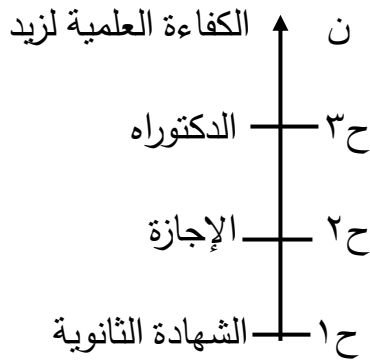 ن الكفاءة العلمية لزيد
ح٣ الدكتوراه
ح٢ الإجازة
ح١ الشهادة الثانوية